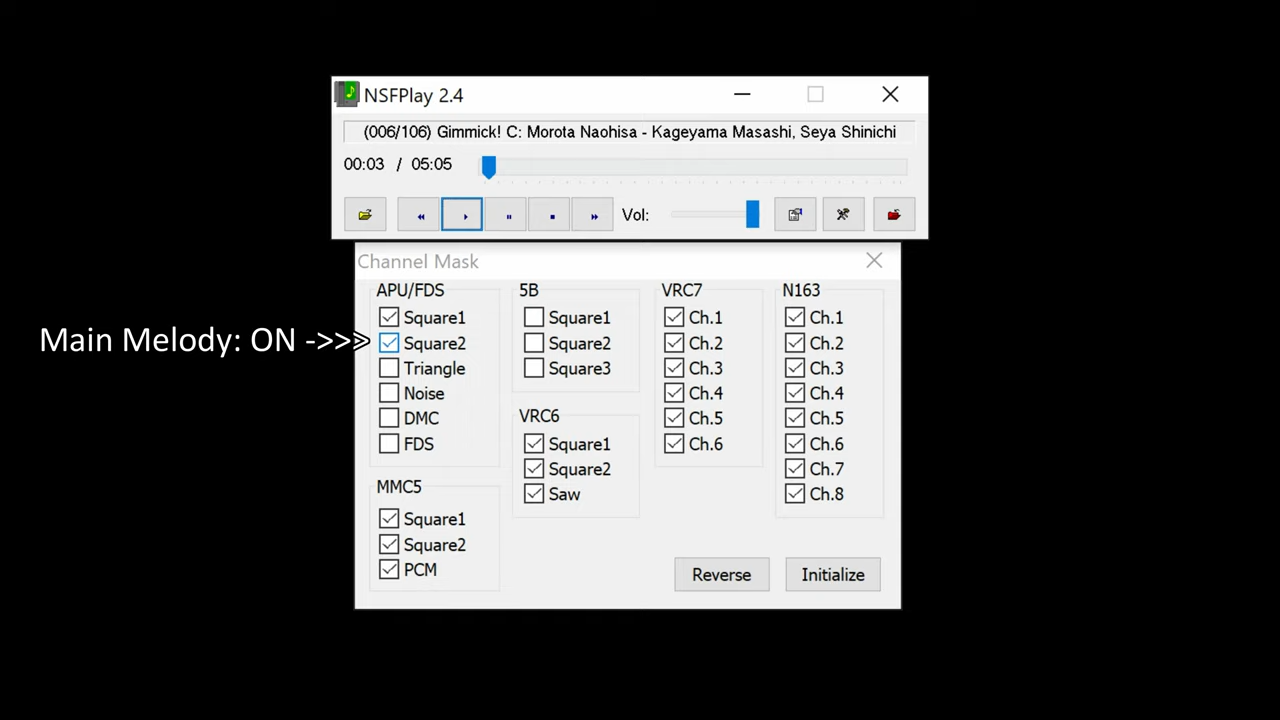 NSFPlay 2.4
(006/106) Gimmick! C: Morota Naohisa - Kageyama Masashi, Seya Shinichi
00:03 / 05:05
Vol:
Channel Mask
Main Melody: ON ->>>
APU/FDS
Square1
Square2
Triangle
Noise
DMC
FDS
MMC5
Square1
Square2
PCM
5B
Square1
Square2
Square3
VRC6
Square1
Square2
Saw
VRC7
Ch.1
Ch.2
Ch.3
Ch.4
Ch.5
Ch.6
N163
Ch.1
Ch.2
Ch.3
Ch.4
Ch.5
Ch.6
Ch.7
Ch.8
Reverse
Initialize